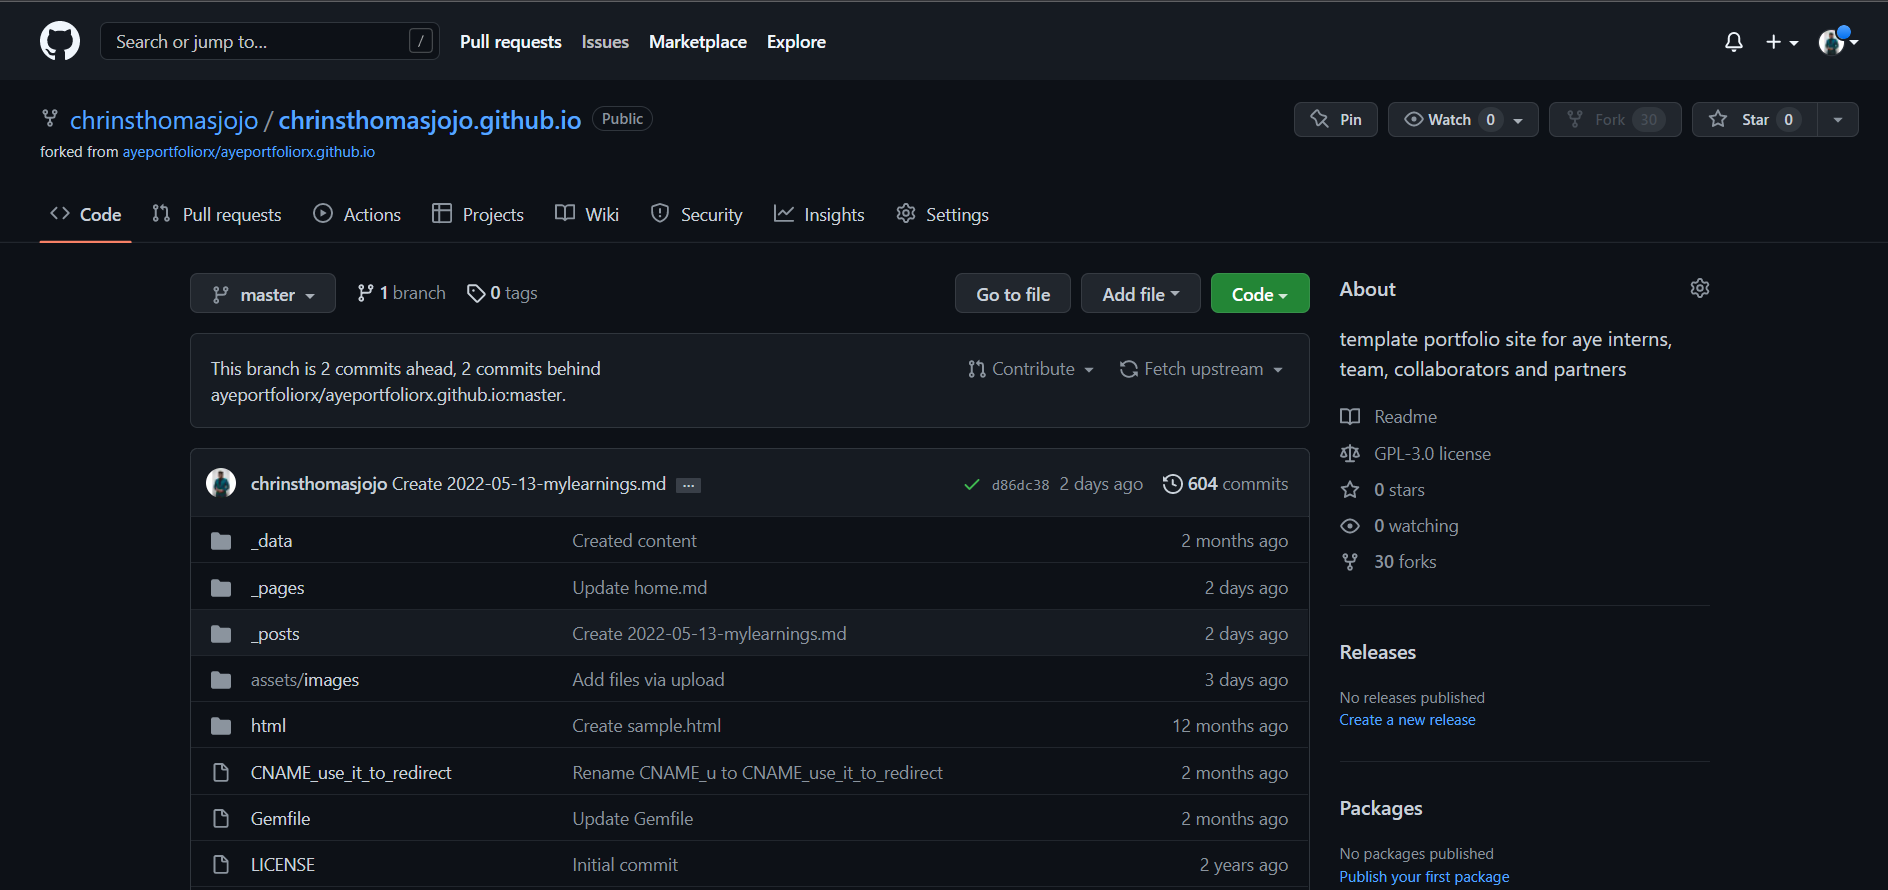 Search or jump to... /
Pull requests Issues Marketplace Explore
chrinsthomasjojo / chrinsthomasjojo.github.io Public
Pin Watch 0 Fork 30 Star 0
forked from ayeportfoliorx/ayeportfoliorx.github.io
Code Pull requests Actions Projects Wiki Security Insights Settings
master 1 branch 0 tags
Go to file Add file Code
This branch is 2 commits ahead, 2 commits behind
ayeportfoliorx/ayeportfoliorx.github.io:master.
Contribute Fetch upstream
chrinsthomasjojo Create 2022-05-13-mylearnings.md ... d86dc38 2 days ago 604 commits
_data Created content 2 months ago
_pages Update home.md 2 days ago
_posts Create 2022-05-13-mylearnings.md 2 days ago
assets/images Add files via upload 3 days ago
html Create sample.html 12 months ago
CNAME_use_it_to_redirect Rename CNAME_u to CNAME_use_it_to_redirect 2 months ago
Gemfile Update Gemfile 2 months ago
LICENSE Initial commit 2 years ago
About
template portfolio site for aye interns,
team, collaborators and partners
Readme
GPL-3.0 license
0 stars
0 watching
30 forks
Releases
No releases published
Create a new release
Packages
No packages published
Publish your first package